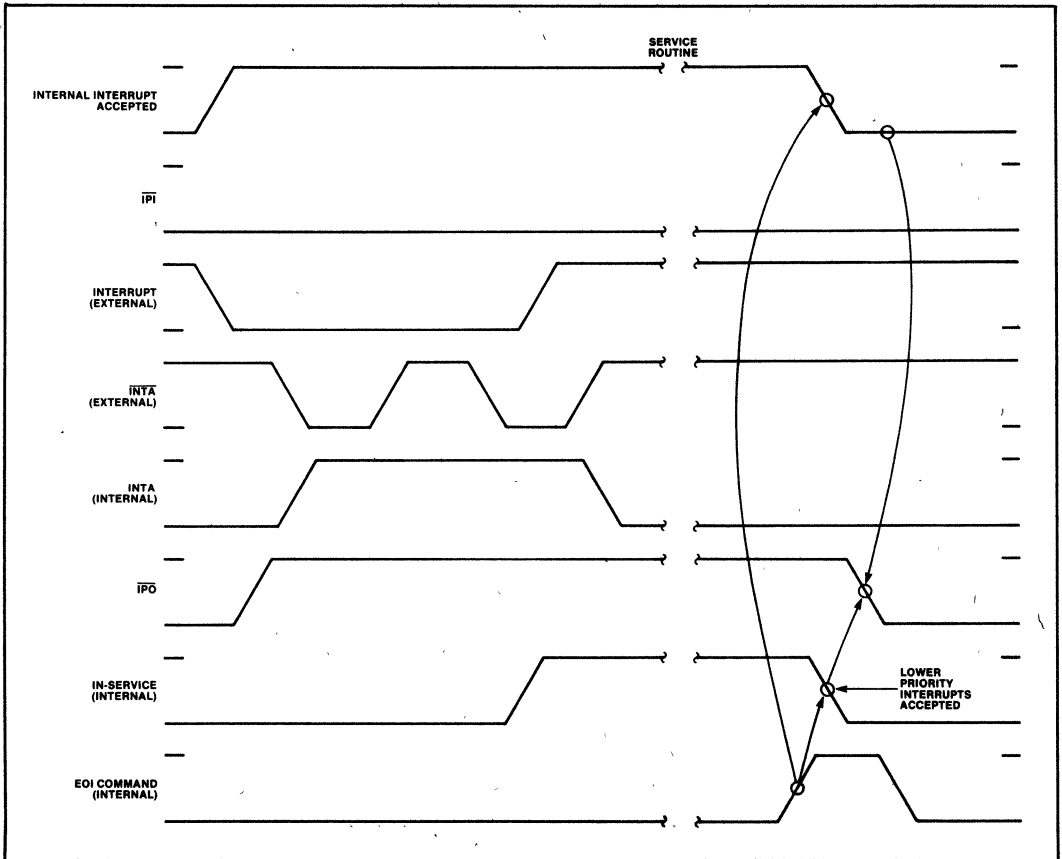 SERVICE
ROUTINE
INTERNAL INTERRUPT
ACCEPTED
IPI
INTERRUPT
(EXTERNAL)
INTA
(EXTERNAL)
INTA
(INTERNAL)
IPO
IN-SERVICE
(INTERNAL)
LOWER
PRIORITY
INTERRUPTS
ACCEPTED
EOI COMMAND
(INTERNAL)